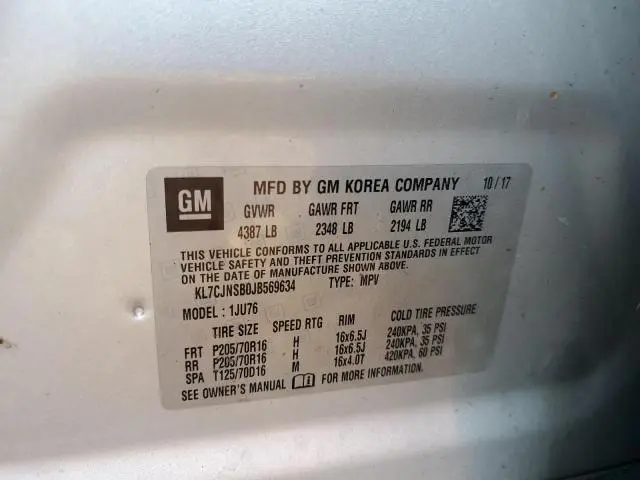 GM MFD BY GM KOREA COMPANY 10/17
GVWR GAWR FRT GAWR RR
4387 LB 2348 LB 2194 LB
THIS VEHICLE CONFORMS TO ALL APPLICABLE U.S. FEDERAL MOTOR
VEHICLE SAFETY AND THEFT PREVENTION STANDARDS IN EFFECT
ON THE DATE OF MANUFACTURE SHOWN ABOVE.
KL7CJNSB0JB569634 TYPE: MPV
MODEL: 1JU76
TIRE SIZE SPEED RTG RIM COLD TIRE PRESSURE
FRT P205/70R16 H 16x6.5J 240KPA, 35 PSI
RR P205/70R16 H 16x6.5J 240KPA, 35 PSI
SPA T125/70D16 M 16x4.0T 420KPA, 60 PSI
SEE OWNER'S MANUAL FOR MORE INFORMATION.